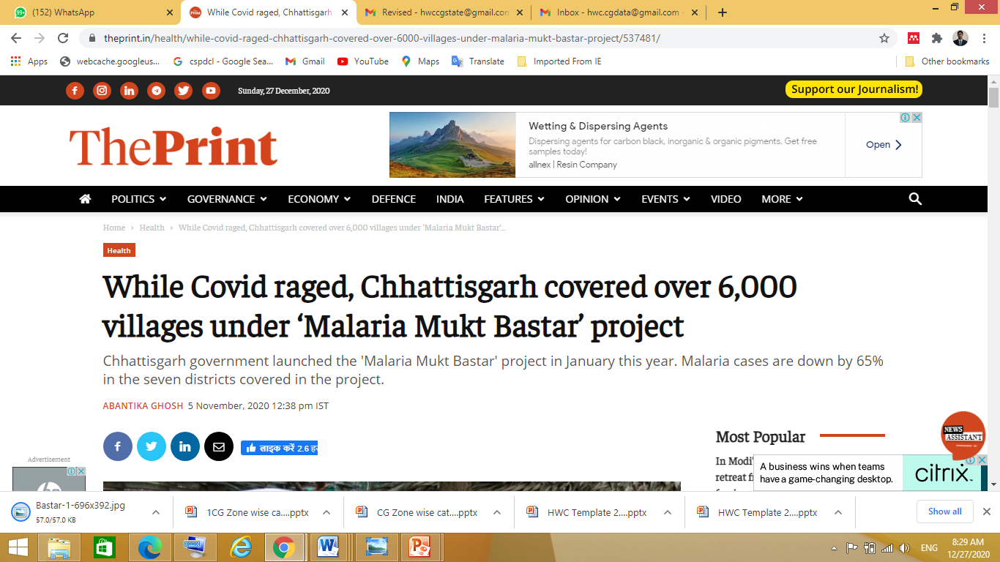 99+
(152) WhatsApp
While Covid raged, Chhattisgarh
Revised - hwccgstate@gmail.com
Inbox - hwc.cgdata@gmail.com -
theprint.in/health/while-covid-raged-chhattisgarh-covered-over-6000-villages-under-malaria-mukt-bastar-project/537481/
Apps
webcache.googleus...
cspdcl - Google Sea...
Gmail
YouTube
Maps
Translate
Imported From IE
Other bookmarks
Sunday, 27 December, 2020
Support our Journalism!
ThePrint
Wetting & Dispersing Agents
Dispersing agents for carbon black, inorganic & organic pigments. Get free
samples today!
allnex | Resin Company
Open
POLITICS
GOVERNANCE
ECONOMY
DEFENCE
INDIA
FEATURES
OPINION
EVENTS
VIDEO
MORE
Home › Health › While Covid raged, Chhattisgarh covered over 6,000 villages under ‘Malaria Mukt Bastar’...
Health
While Covid raged, Chhattisgarh covered over 6,000
villages under ‘Malaria Mukt Bastar’ project
Chhattisgarh government launched the 'Malaria Mukt Bastar' project in January this year. Malaria cases are down by 65%
in the seven districts covered in the project.
ABANTIKA GHOSH 5 November, 2020 12:38 pm IST
लाइक करें 2.6
Most Popular
In Modi'
retreat
NEWS
ASSISTANT
Advertisement
A business wins when teams
have a game-changing desktop.
citrix
Bastar-1-696x392.jpg
57.0/57.0 KB
1CG Zone wise ca....pptx
CG Zone wise cat....pptx
HWC Template 2....pptx
HWC Template 2....pptx
Show all
ENG
8:29 AM
12/27/2020